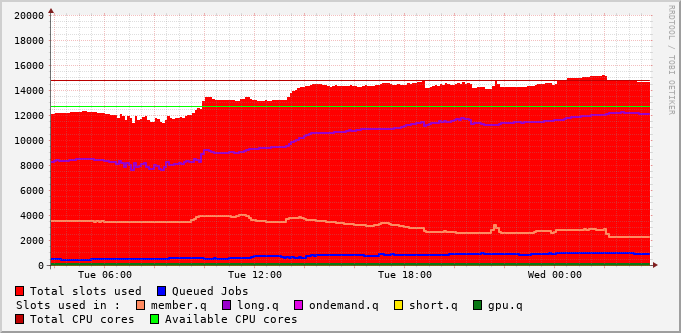 20000
18000
16000
14000
12000
10000
8000
6000
4000
2000
0
Tue 06:00 Tue 12:00 Tue 18:00 Wed 00:00
Total slots used Queued Jobs
Slots used in : member.q long.q ondemand.q short.q gpu.q
Total CPU cores Available CPU cores
RRDTOOL / TOBI OETIKER